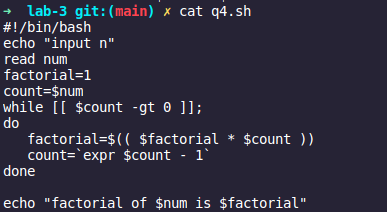 → lab-3 git:(main) ✗ cat q4.sh
#!/bin/bash
echo "input n"
read num
factorial=1
count=$num
while [[ $count -gt 0 ]];
do
   factorial=$(( $factorial * $count ))
   count=`expr $count - 1`
done

echo "factorial of $num is $factorial"